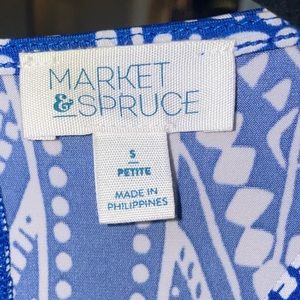 MARKET
& SPRUCE
S
PETITE
MADE IN
PHILIPPINES